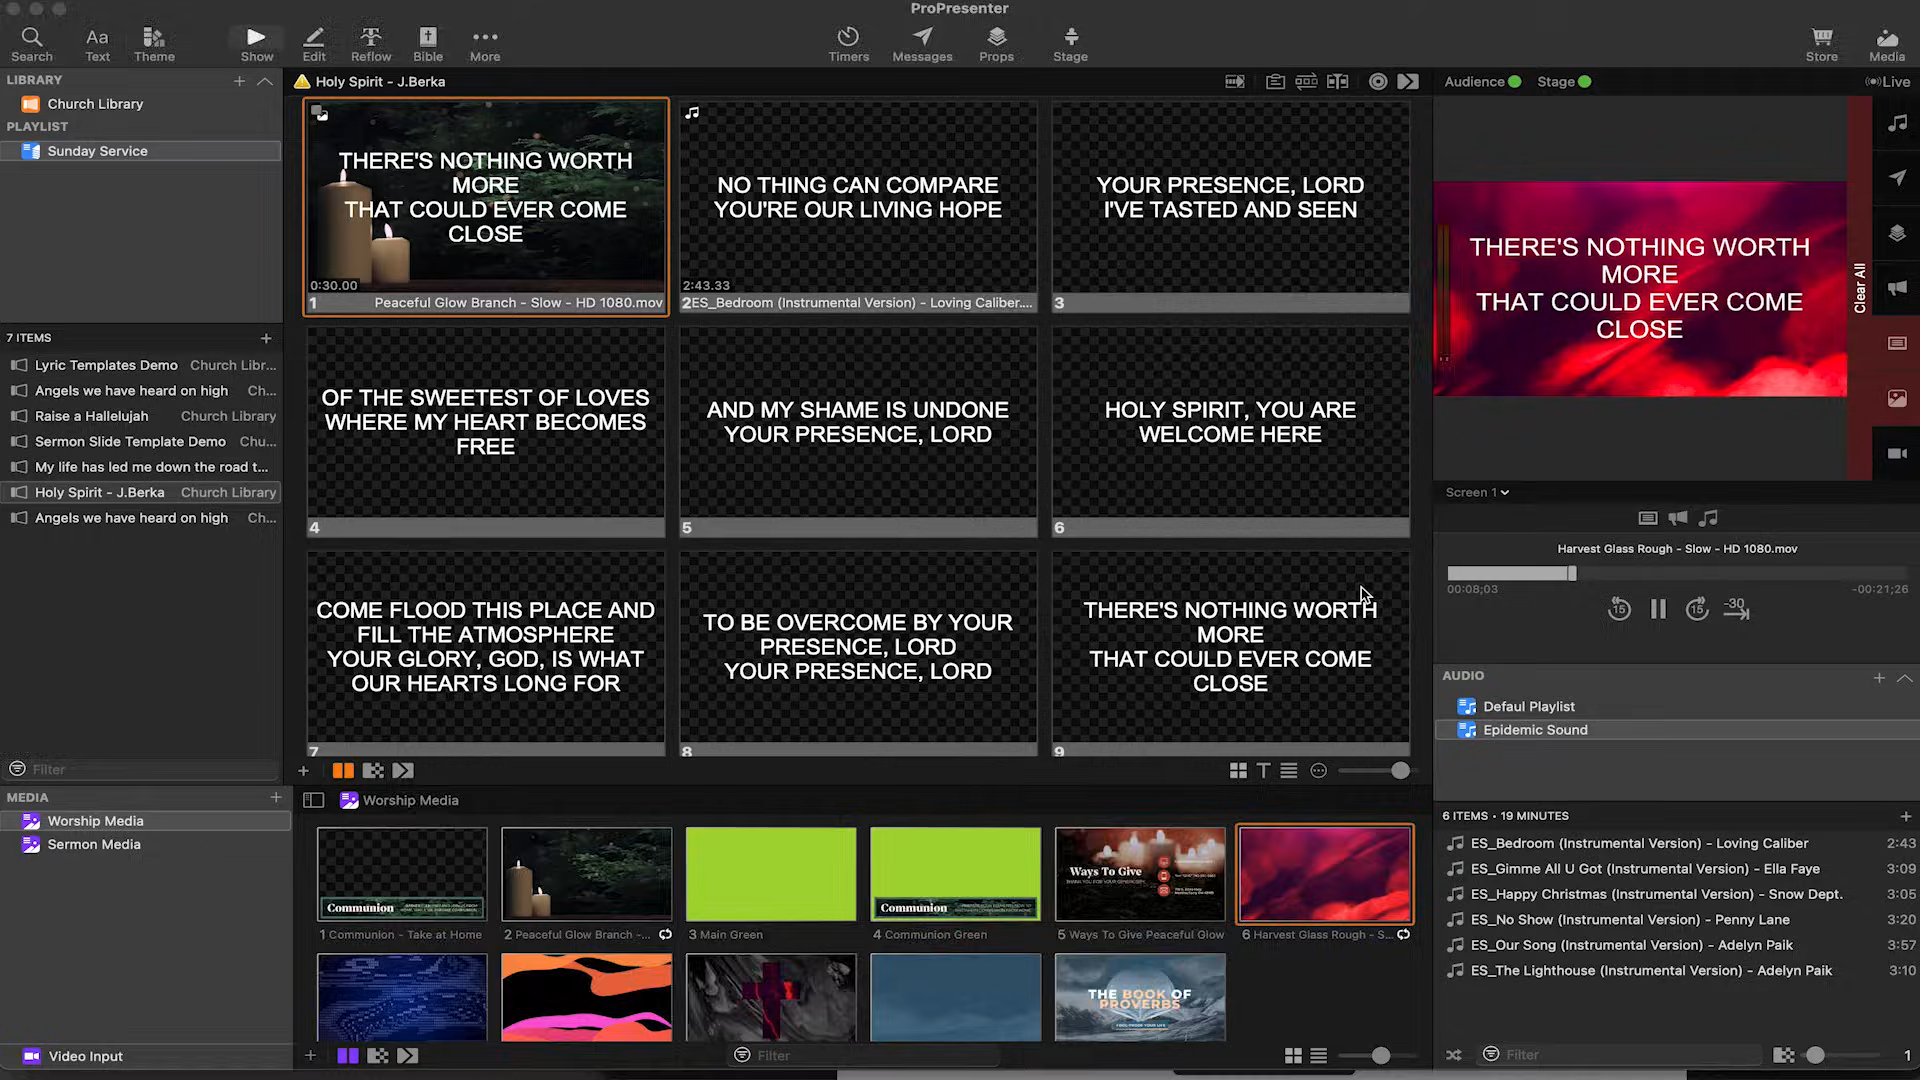 ProPresenter
Search
Text
Theme
Show
Edit
Reflow
Bible
More
Timers
Messages
Props
Stage
Store
Media
LIBRARY
Church Library
PLAYLIST
Sunday Service
7 ITEMS
Lyric Templates Demo Church Libr...
Angels we have heard on high Ch...
Raise a Hallelujah Church Library
Sermon Slide Template Demo Chu...
My life has led me down the road t...
Holy Spirit - J.Berka Church Library
Angels we have heard on high Ch...
Filter
Holy Spirit - J.Berka
THERE'S NOTHING WORTH
MORE
THAT COULD EVER COME
CLOSE
0:30.00
1 Peaceful Glow Branch - Slow - HD 1080.mov
NO THING CAN COMPARE
YOU'RE OUR LIVING HOPE
2:43.33
2 ES_Bedroom (Instrumental Version) - Loving Caliber....
YOUR PRESENCE, LORD
I'VE TASTED AND SEEN
3
OF THE SWEETEST OF LOVES
WHERE MY HEART BECOMES
FREE
4
AND MY SHAME IS UNDONE
YOUR PRESENCE, LORD
5
HOLY SPIRIT, YOU ARE
WELCOME HERE
6
COME FLOOD THIS PLACE AND
FILL THE ATMOSPHERE
YOUR GLORY, GOD, IS WHAT
OUR HEARTS LONG FOR
7
TO BE OVERCOME BY YOUR
PRESENCE, LORD
YOUR PRESENCE, LORD
8
THERE'S NOTHING WORTH
MORE
THAT COULD EVER COME
CLOSE
9
Audience
Stage
Live
THERE'S NOTHING WORTH
MORE
THAT COULD EVER COME
CLOSE
Clear All
Screen 1
Harvest Glass Rough - Slow - HD 1080.mov
00:08;03
-00:21;26
15
15
-30
AUDIO
Defaul Playlist
Epidemic Sound
6 ITEMS • 19 MINUTES
ES_Bedroom (Instrumental Version) - Loving Caliber 2:43
ES_Gimme All U Got (Instrumental Version) - Ella Faye 3:09
ES_Happy Christmas (Instrumental Version) - Snow Dept. 3:05
ES_No Show (Instrumental Version) - Penny Lane 3:20
ES_Our Song (Instrumental Version) - Adelyn Paik 3:57
ES_The Lighthouse (Instrumental Version) - Adelyn Paik 3:10
Filter
1
MEDIA
Worship Media
Sermon Media
Video Input
Worship Media
Communion
1 Communion - Take at Home
2 Peaceful Glow Branch -...
3 Main Green
Communion
4 Communion Green
Ways To Give
5 Ways To Give Peaceful Glow
6 Harvest Glass Rough - S...
THE BOOK OF
PROVERBS
Filter